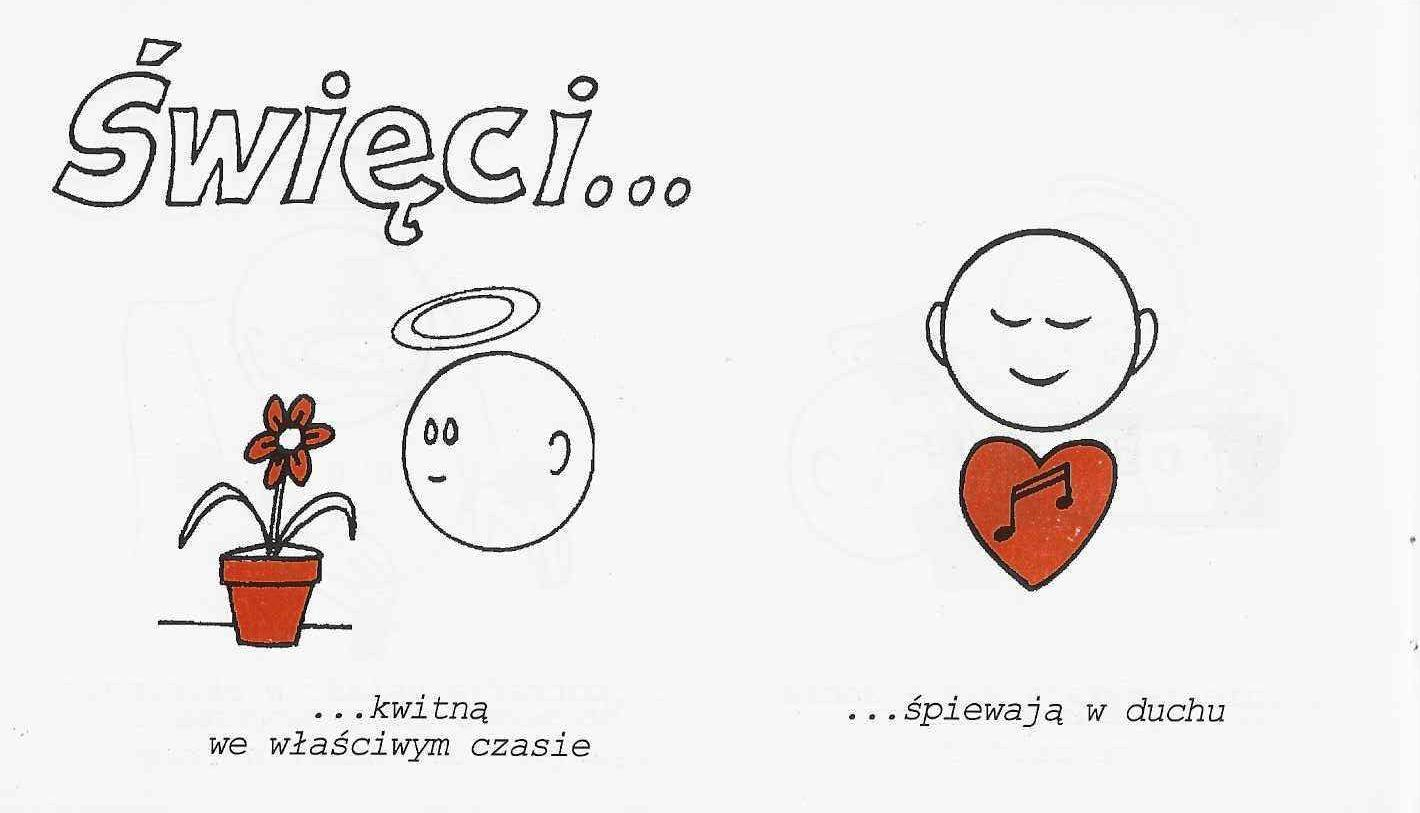 Święci...
...kwitną
we właściwym czasie
...śpiewają w duchu